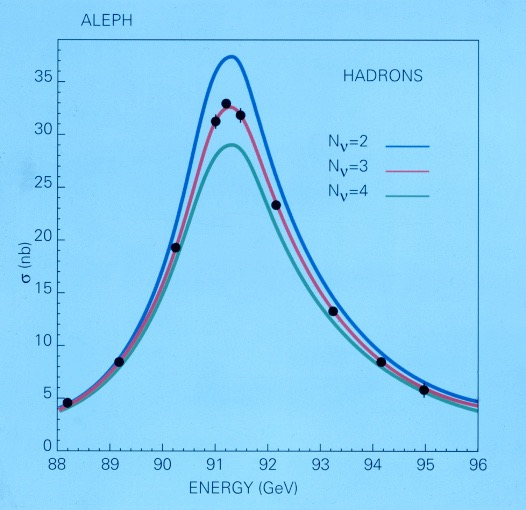 ALEPH
HADRONS
Nν=2
Nν=3
Nν=4
σ (nb)
35
30
25
20
15
10
5
0
88 89 90 91 92 93 94 95 96
ENERGY (GeV)